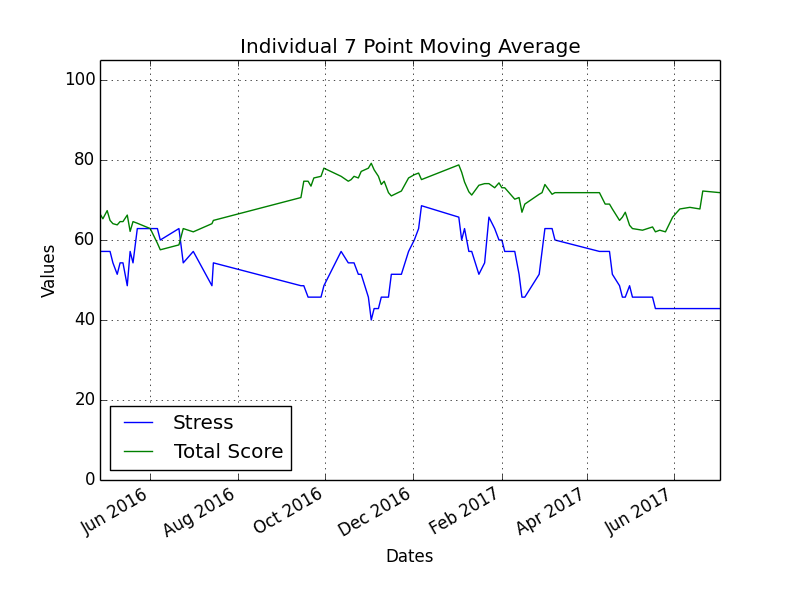 Individual 7 Point Moving Average
100
80
60
40
20
0
Values
Stress
Total Score
Jun 2016
Aug 2016
Oct 2016
Dec 2016
Feb 2017
Apr 2017
Jun 2017
Dates